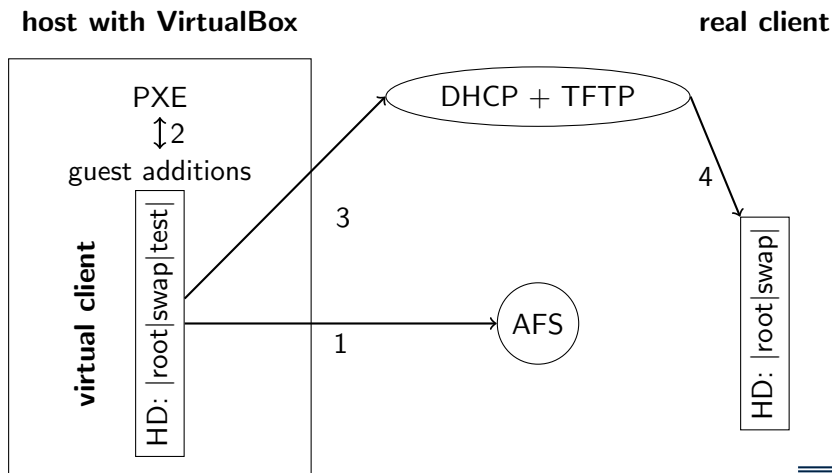 host with VirtualBox
real client
PXE
2
guest additions
virtual client
HD: |root|swap|test|
DHCP + TFTP
3
1
AFS
4
HD: |root|swap|